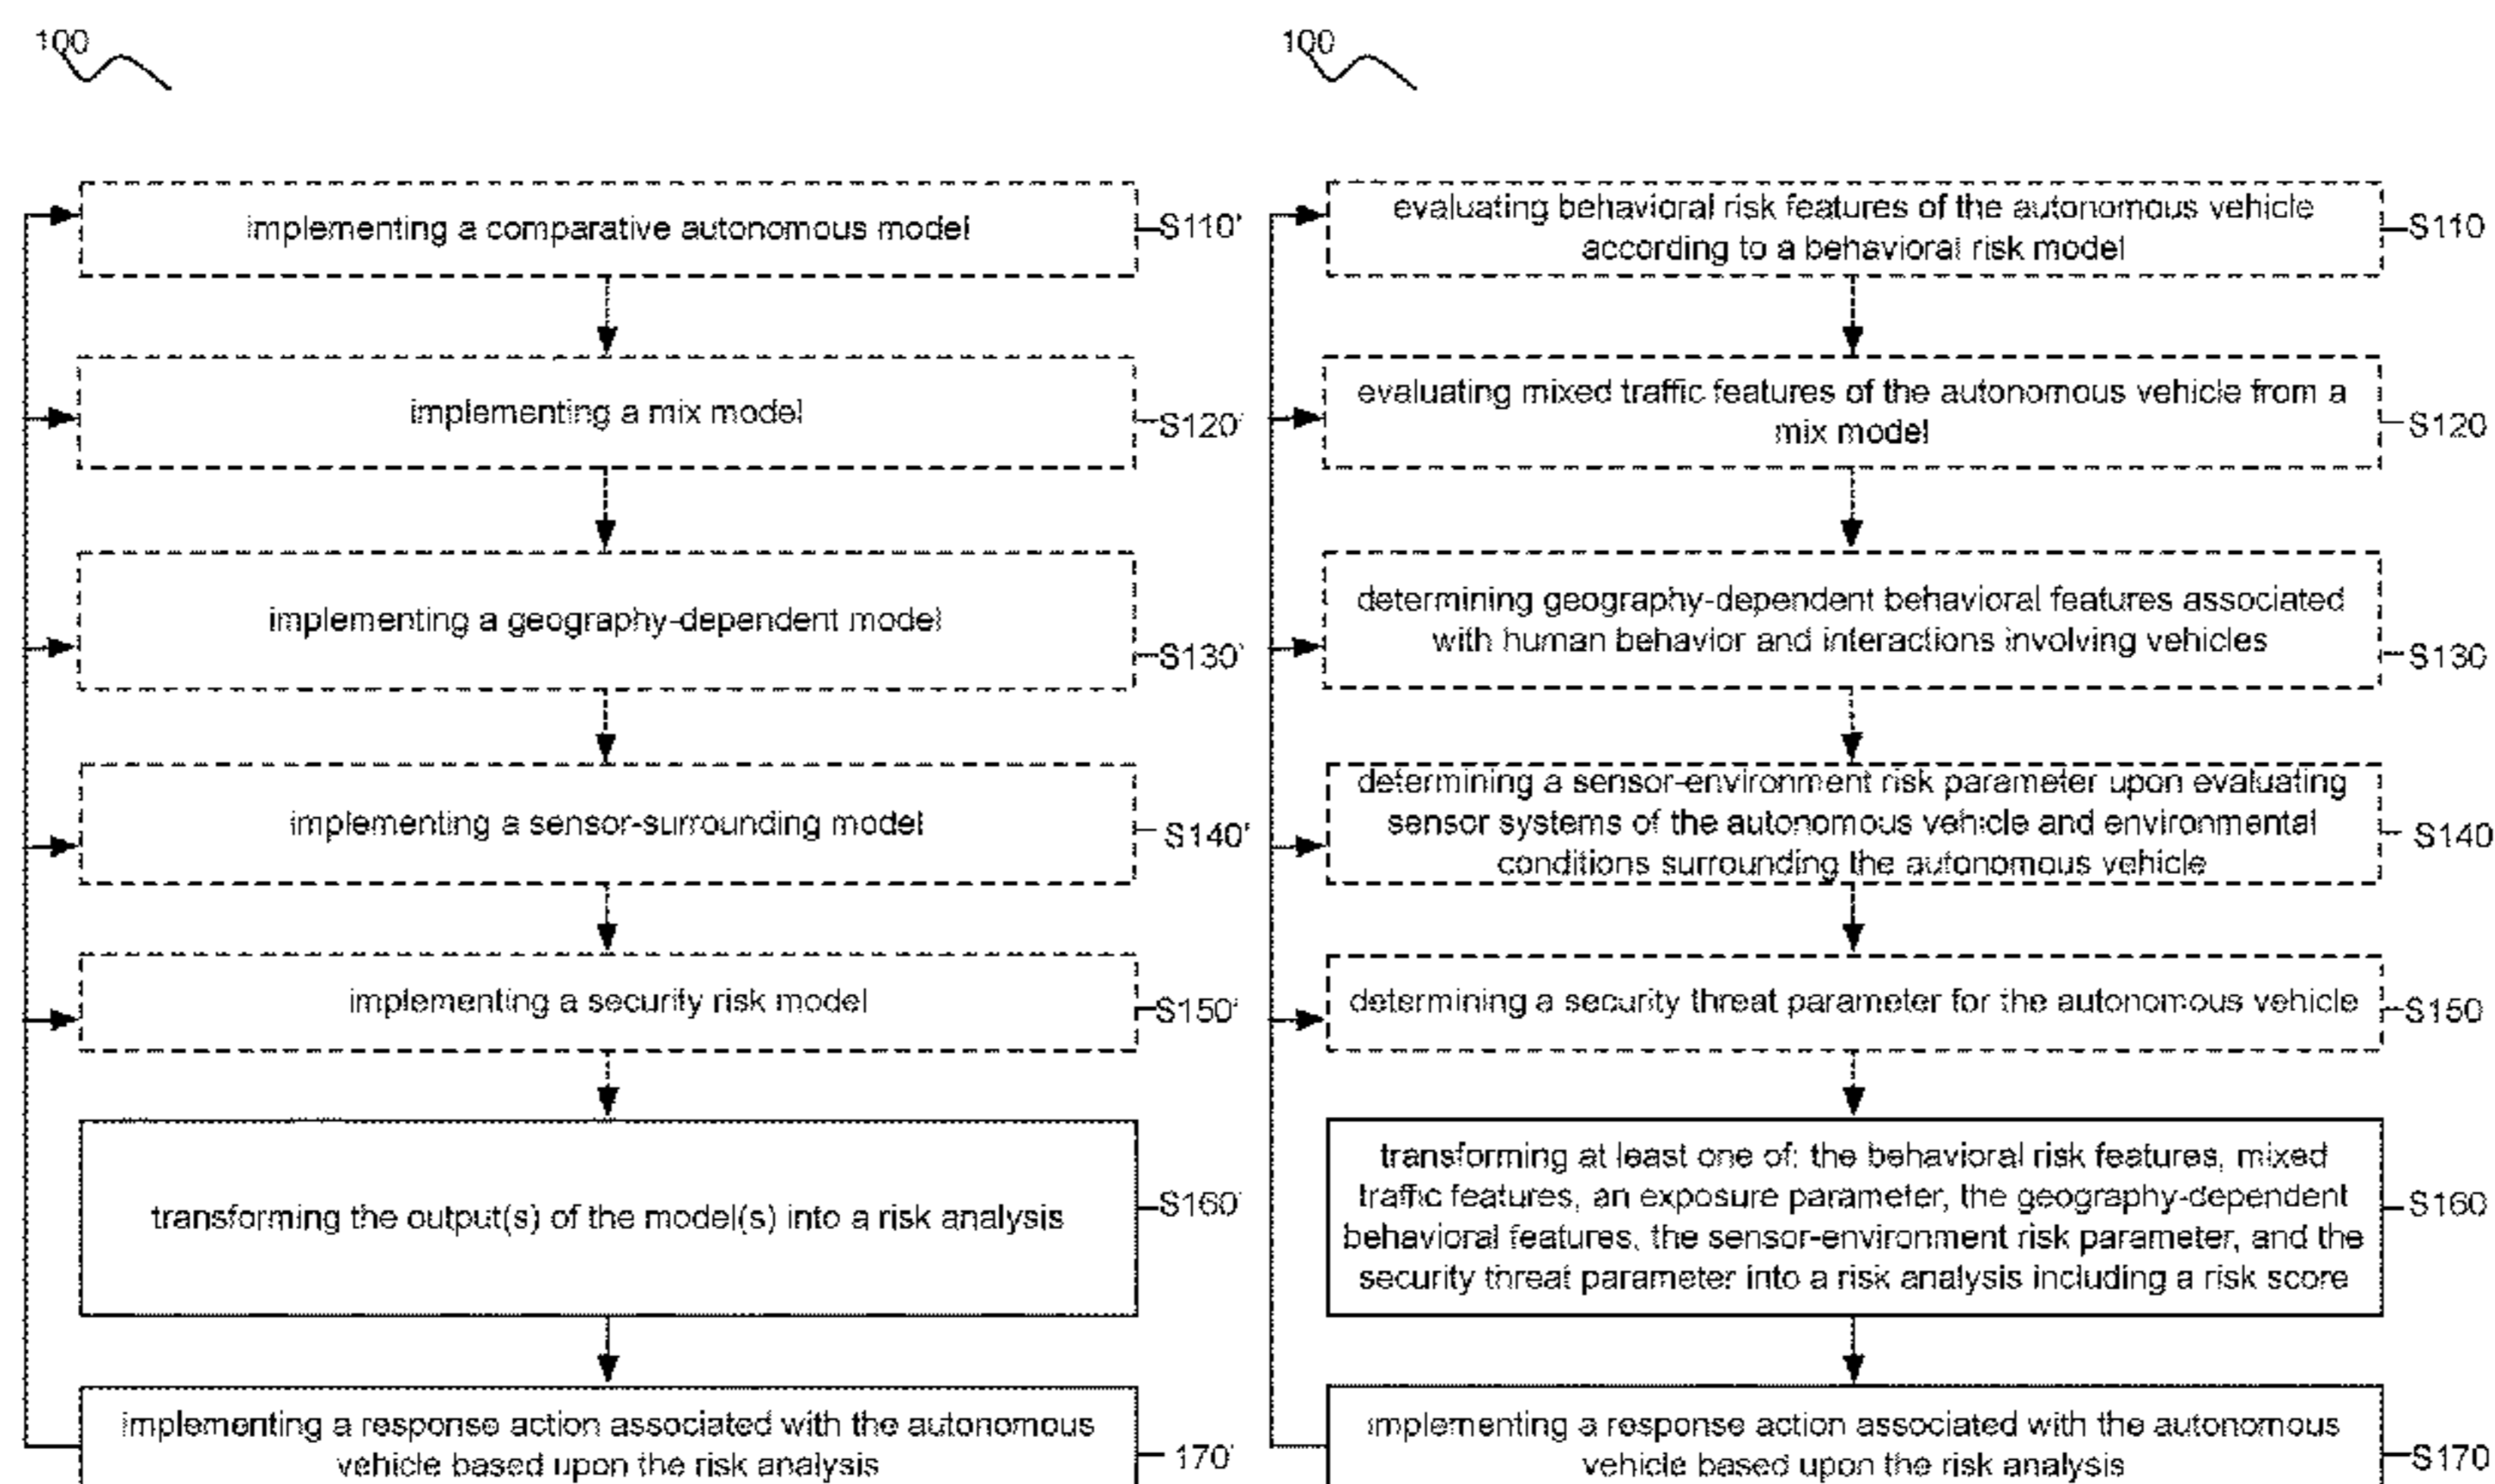 100
implementing a comparative autonomous model
S110'
implementing a mix model
S120'
implementing a geography-dependent model
S130'
implementing a sensor-surrounding model
S140'
implementing a security risk model
S150'
transforming the output(s) of the model(s) into a risk analysis
S160'
implementing a response action associated with the autonomous
vehicle based upon the risk analysis
170'
100
evaluating behavioral risk features of the autonomous vehicle
according to a behavioral risk model
S110
evaluating mixed traffic features of the autonomous vehicle from a
mix model
S120
determining geography-dependent behavioral features associated
with human behavior and interactions involving vehicles
S130
determining a sensor-environment risk parameter upon evaluating
sensor systems of the autonomous vehicle and environmental
conditions surrounding the autonomous vehicle
S140
determining a security threat parameter for the autonomous vehicle
S150
transforming at least one of: the behavioral risk features, mixed
traffic features, an exposure parameter, the geography-dependent
behavioral features, the sensor-environment risk parameter, and the
security threat parameter into a risk analysis including a risk score
S160
implementing a response action associated with the autonomous
vehicle based upon the risk analysis
S170